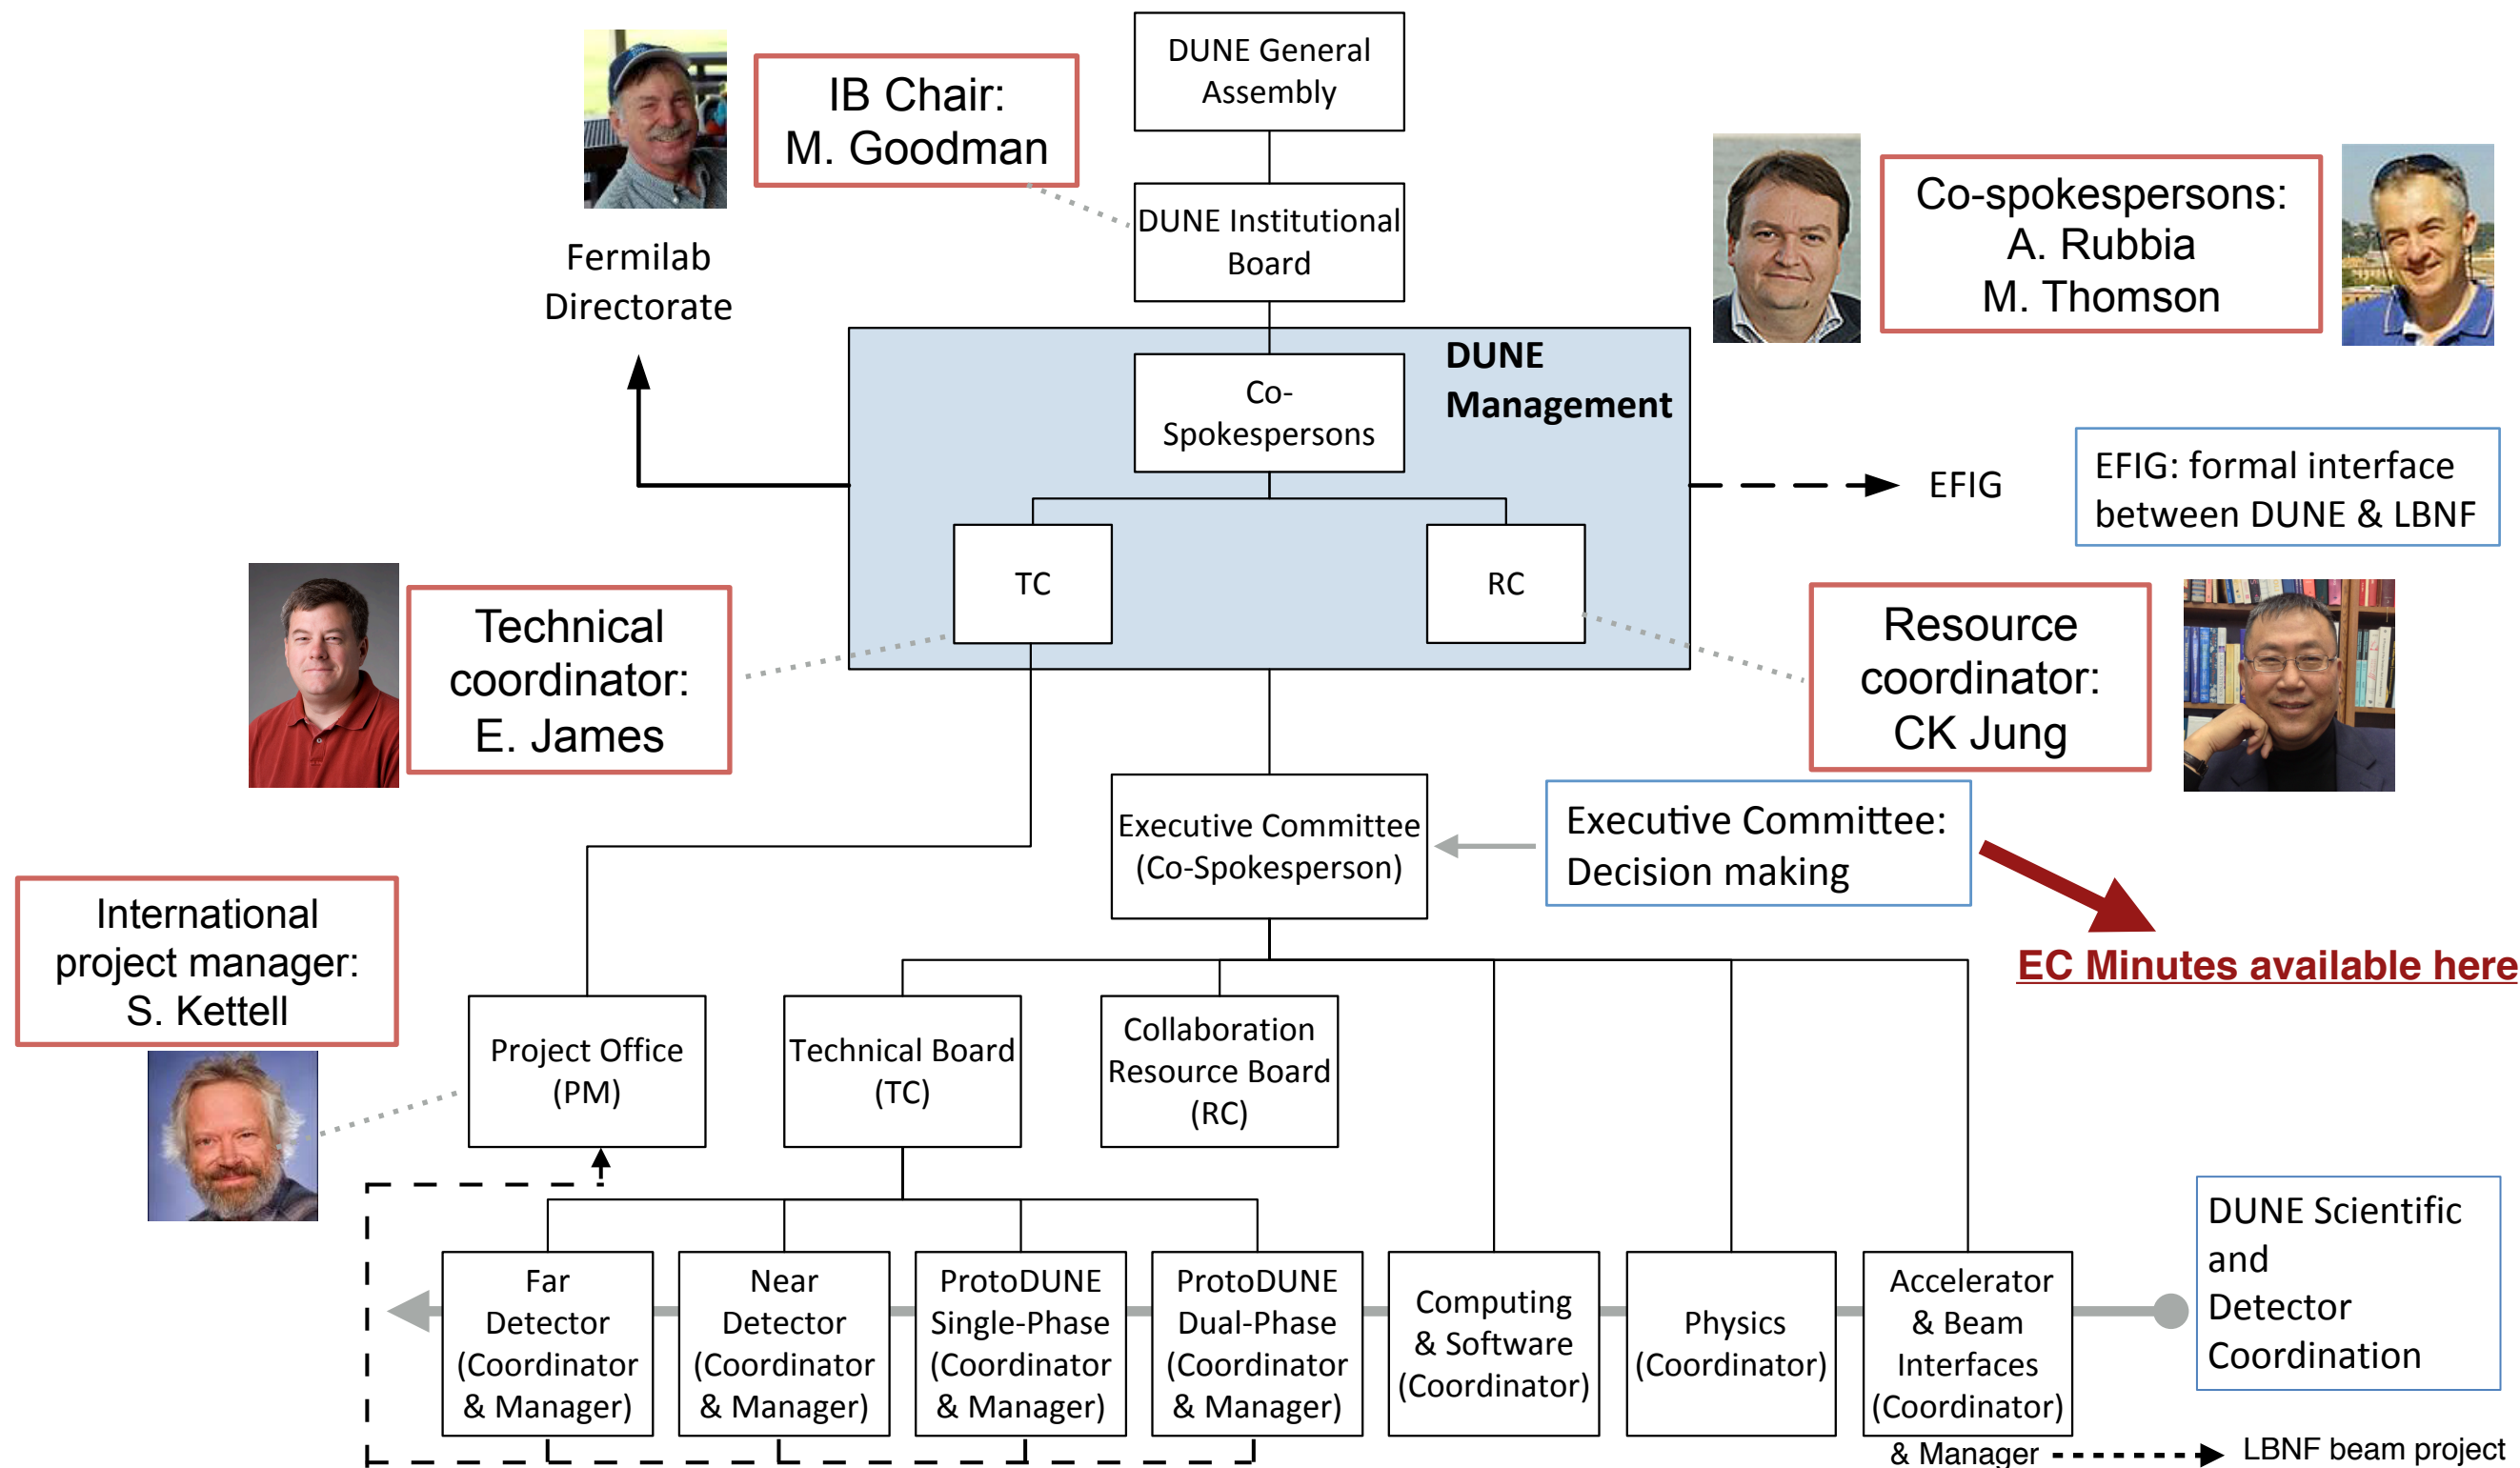 DUNE General
Assembly
IB Chair:
M. Goodman
DUNE Institutional
Board
Co-spokespersons:
A. Rubbia
M. Thomson
Fermilab
Directorate
DUNE
Management
Co-
Spokespersons
EFIG
EFIG: formal interface
between DUNE & LBNF
TC
RC
Technical
coordinator:
E. James
Resource
coordinator:
CK Jung
Executive Committee
(Co-Spokesperson)
Executive Committee:
Decision making
International
project manager:
S. Kettell
EC Minutes available here
Project Office
(PM)
Technical Board
(TC)
Collaboration
Resource Board
(RC)
Far
Detector
(Coordinator
& Manager)
Near
Detector
(Coordinator
& Manager)
ProtoDUNE
Single-Phase
(Coordinator
& Manager)
ProtoDUNE
Dual-Phase
(Coordinator
& Manager)
Computing
& Software
(Coordinator)
Physics
(Coordinator)
Accelerator
& Beam
Interfaces
(Coordinator)
& Manager
DUNE Scientific
and
Detector
Coordination
LBNF beam project